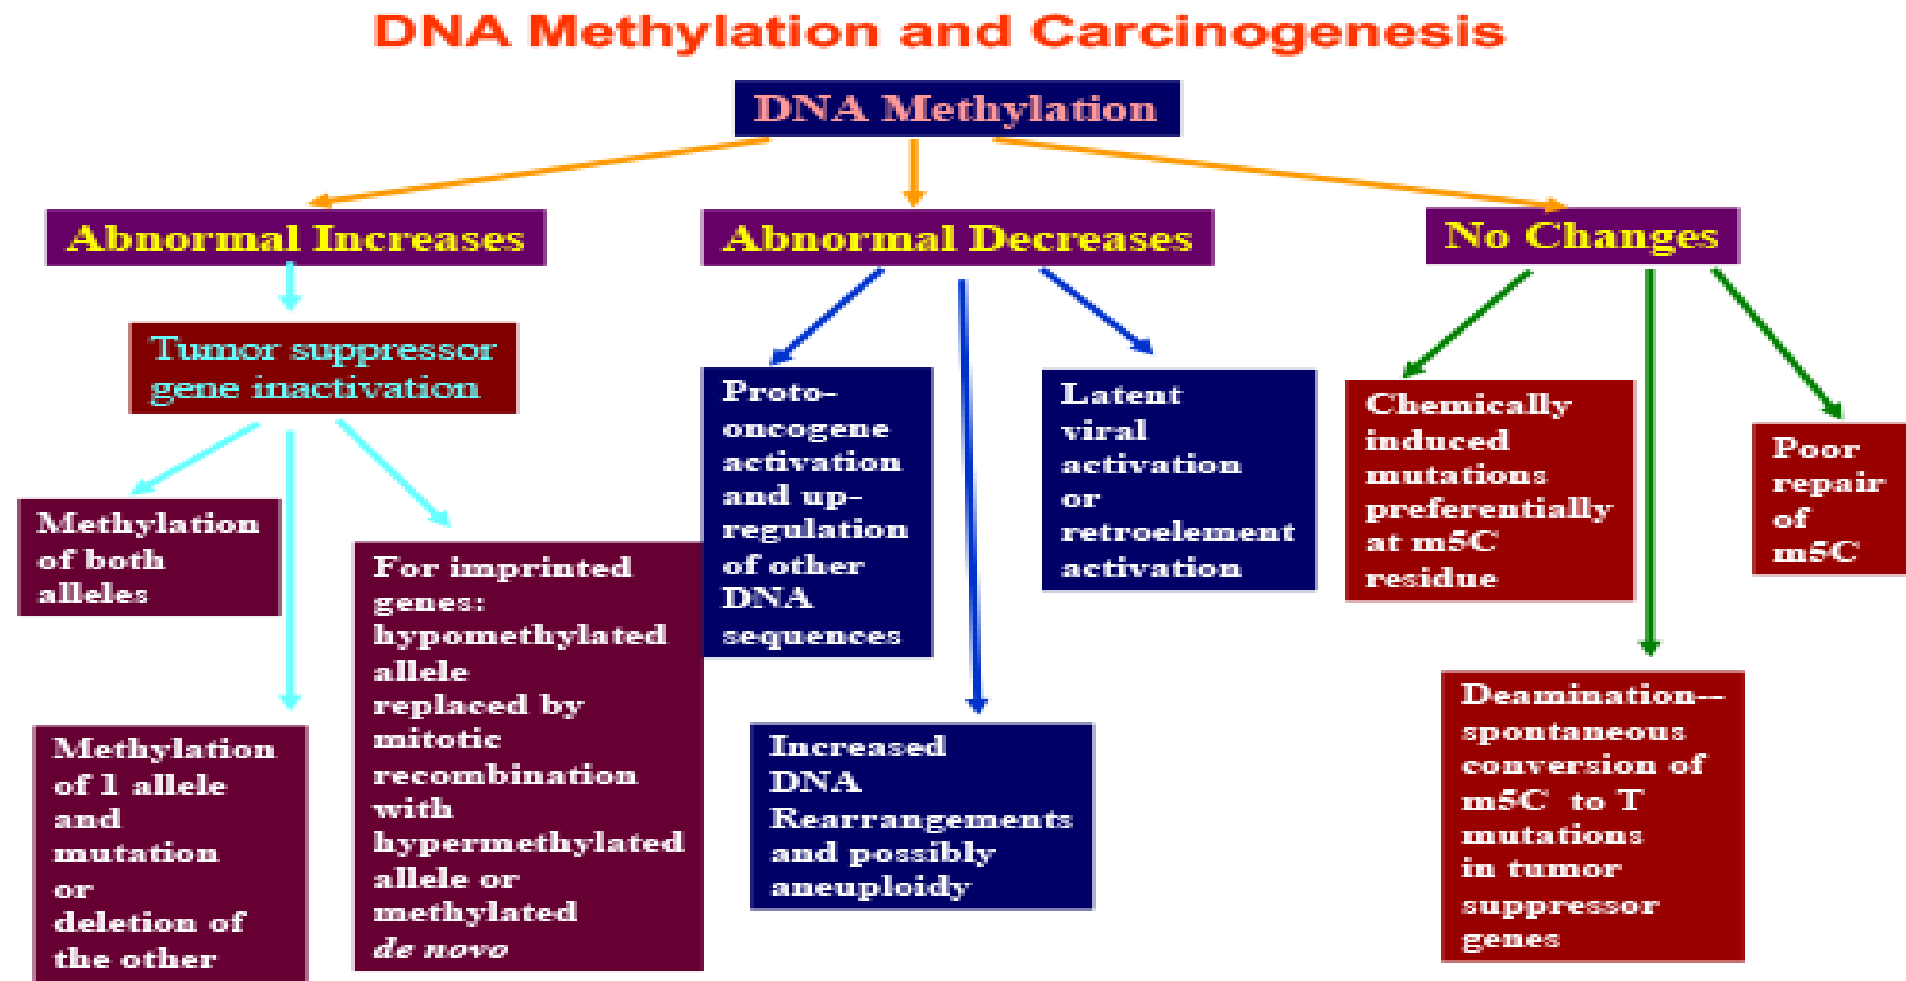 DNA Methylation and Carcinogenesis
DNA Methylation
Abnormal Increases
Abnormal Decreases
No Changes
Tumor suppressor
gene inactivation
Methylation
of both
alleles
Methylation
of 1 allele
and
mutation
or
deletion of
the other
For imprinted
genes:
hypomethylated
allele
replaced by
mitotic
recombination
with
hypermethylated
allele or
methylated
de novo
Proto-
oncogene
activation
and up-
regulation
of other
DNA
sequences
Increased
DNA
Rearrangements
and possibly
aneuploidy
Latent
viral
activation
or
retroelement
activation
Chemically
induced
mutations
preferentially
at m5C
residue
Deamination--
spontaneous
conversion of
m5C  to T
mutations
in tumor
suppressor
genes
Poor
repair
of
m5C